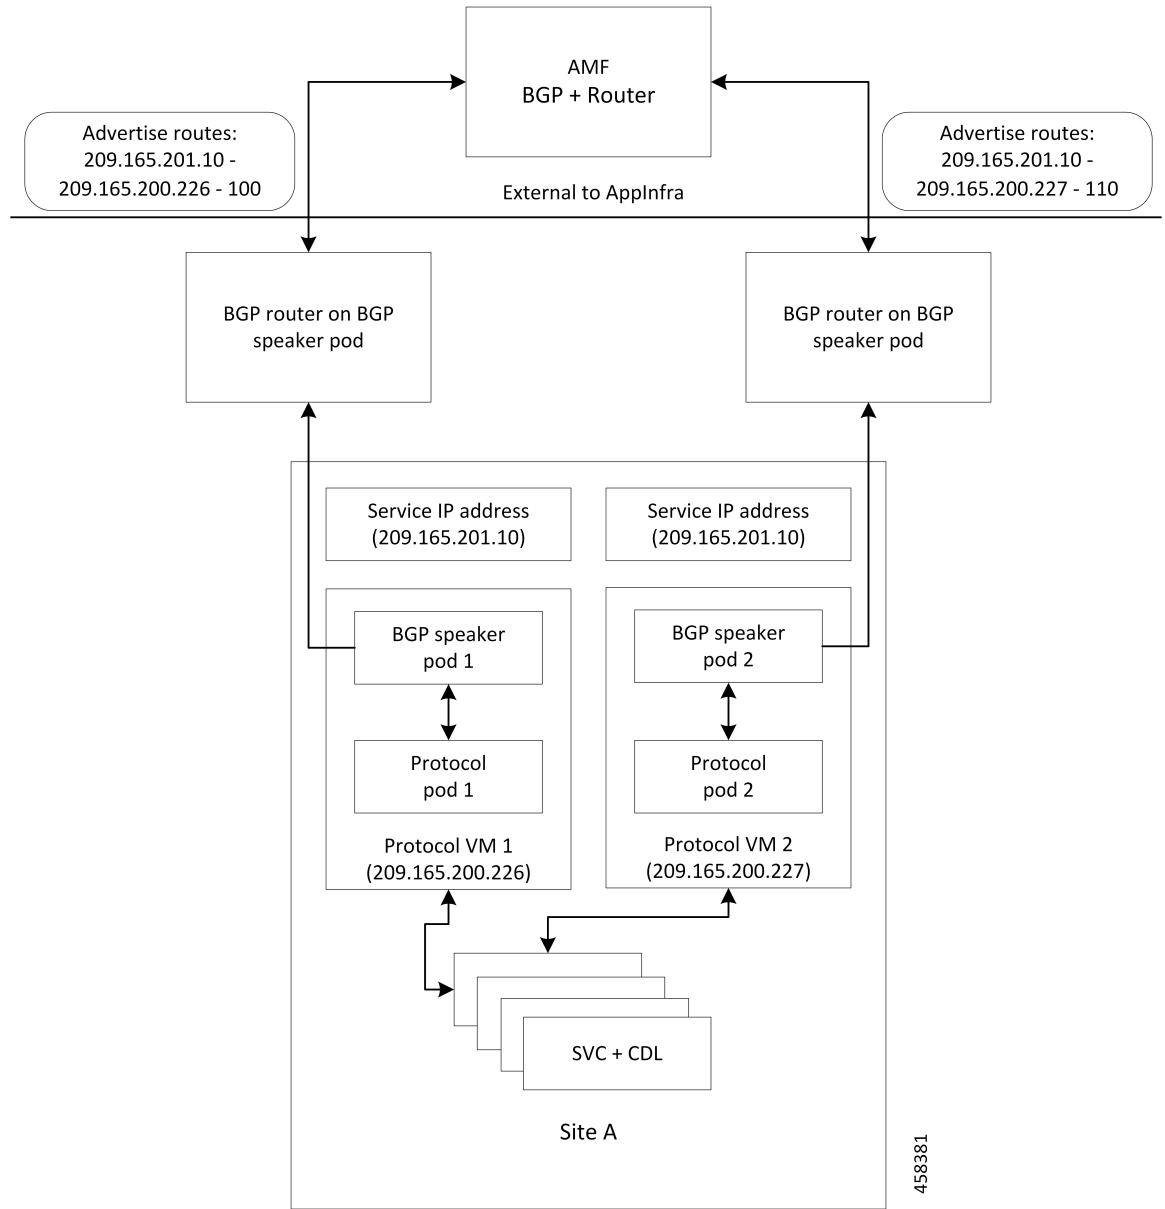 AMF
BGP + Router
Advertise routes:
209.165.201.10 -
209.165.200.226 - 100
Advertise routes:
209.165.201.10 -
209.165.200.227 - 110
External to AppInfra
BGP router on BGP
speaker pod
BGP router on BGP
speaker pod
Service IP address
(209.165.201.10)
Service IP address
(209.165.201.10)
BGP speaker
pod 1
Protocol
pod 1
Protocol VM 1
(209.165.200.226)
BGP speaker
pod 2
Protocol
pod 2
Protocol VM 2
(209.165.200.227)
SVC + CDL
Site A
458381